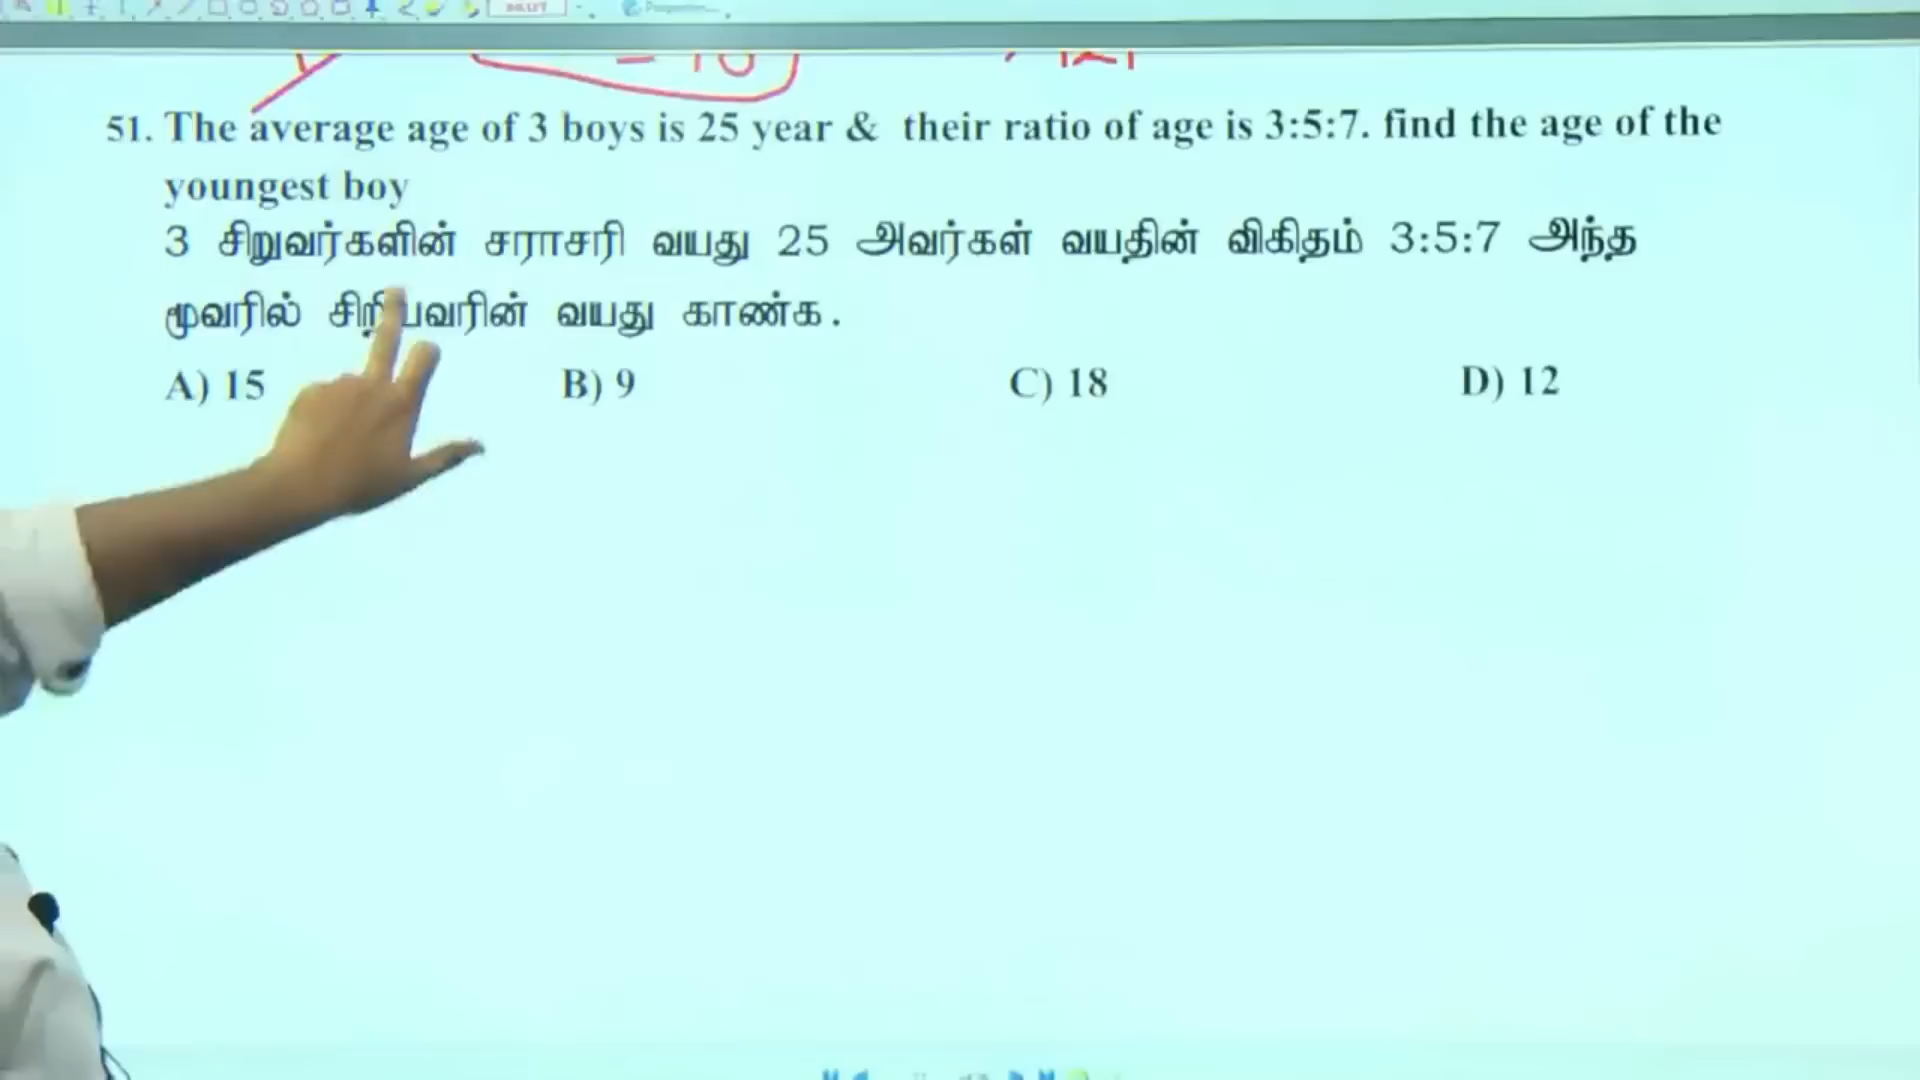 51. The average age of 3 boys is 25 year & their ratio of age is 3:5:7. find the age of the
youngest boy
3 சிறுவர்களின் சராசரி வயது 25 அவர்கள் வயதின் விகிதம் 3:5:7 அந்த
மூவரில் சிறியவரின் வயது காண்க.
A) 15 B) 9 C) 18 D) 12